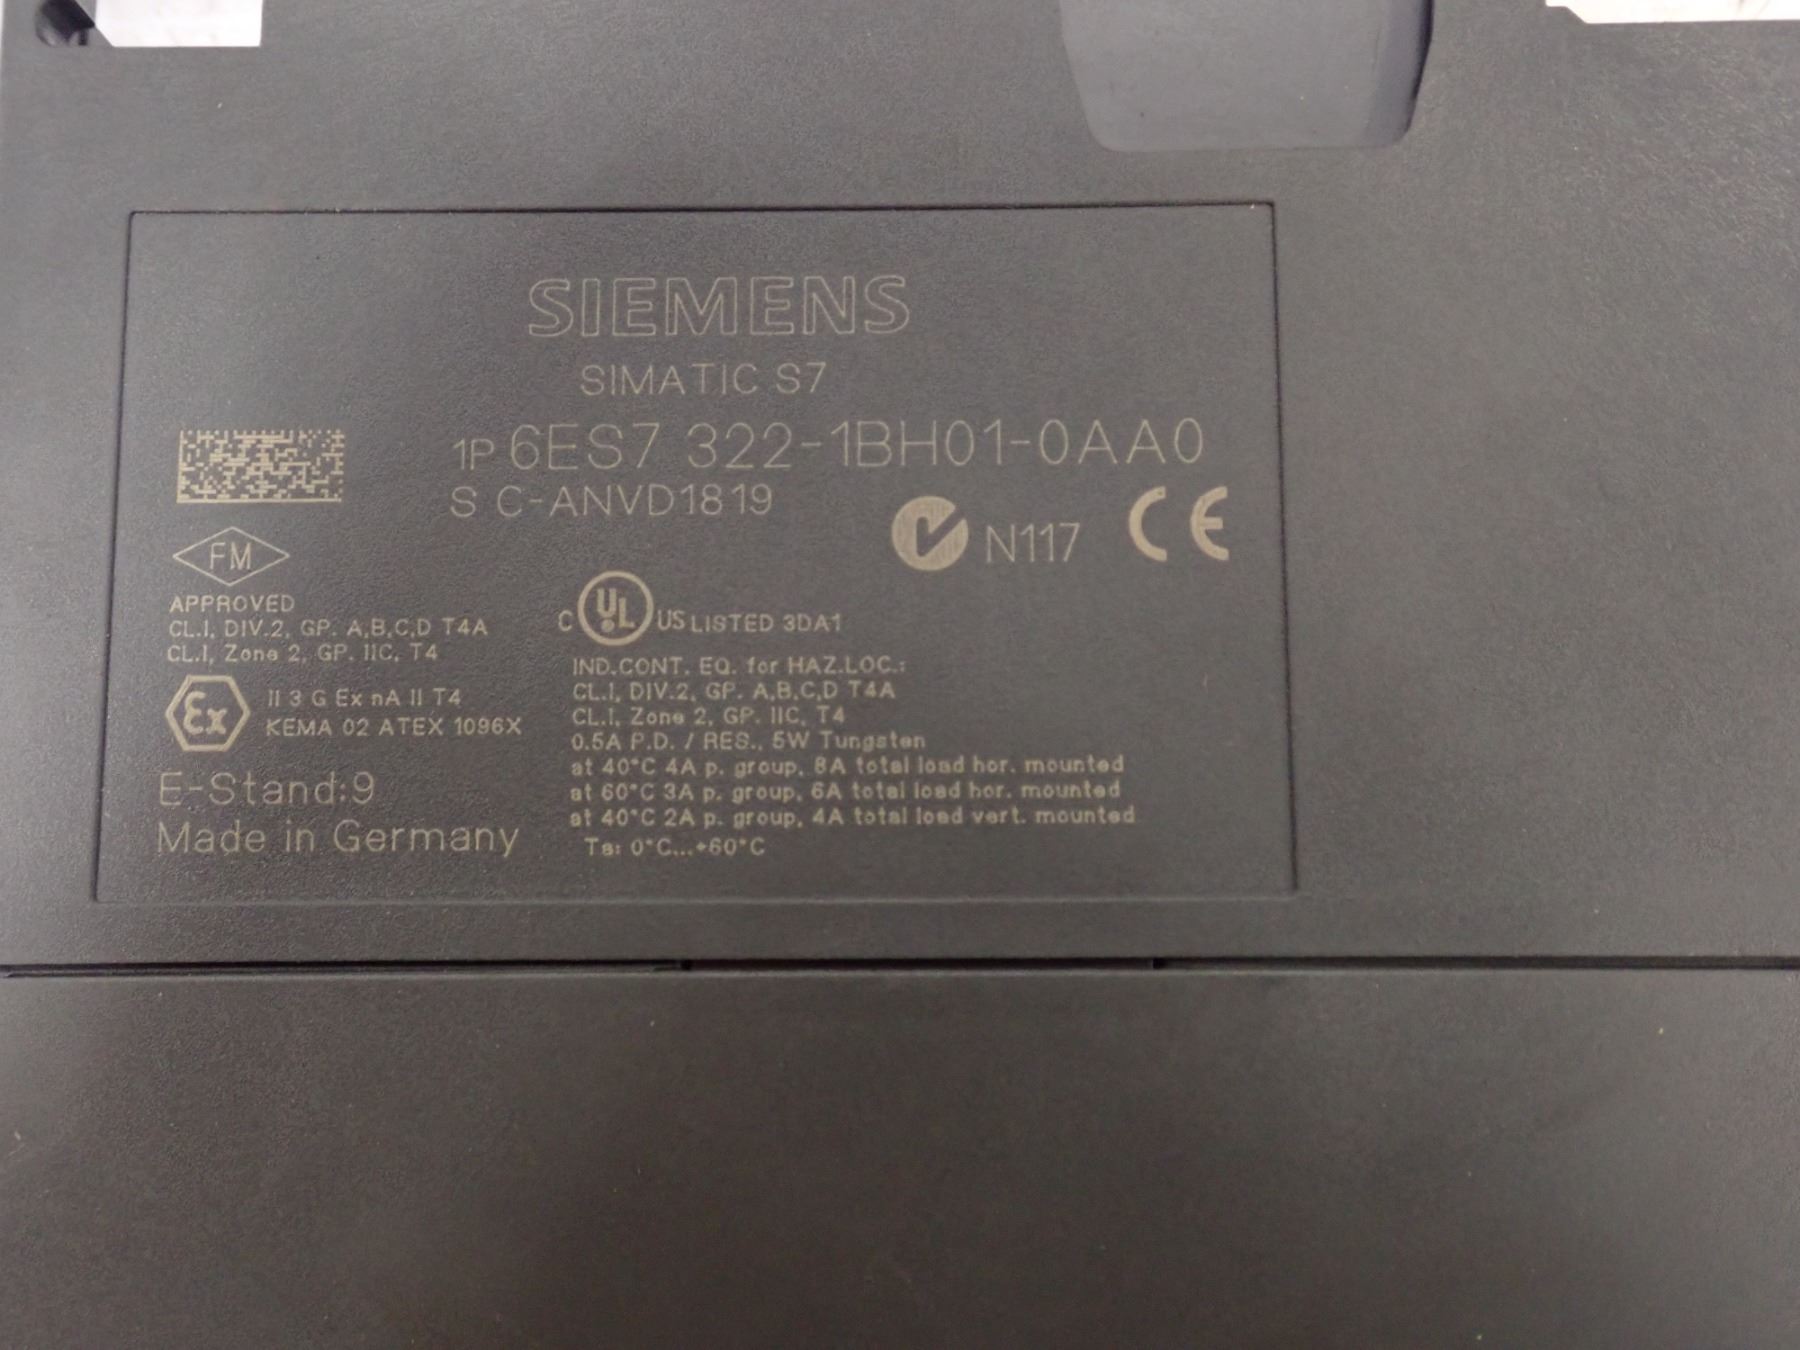 SIEMENS
SIMATIC S7
1P 6ES7 322-1BH01-0AA0
S C-ANVD1819
N117 CE
FM
APPROVED
CL.I, DIV.2, GP. A,B,C,D T4A
CL.I, Zone 2, GP. IIC, T4
Ex II 3 G Ex nA II T4
KEMA 02 ATEX 1096X
E-Stand:9
Made in Germany
C UL US LISTED 3DA1
IND.CONT. EQ. for HAZ.LOC.:
CL.I, DIV.2, GP. A,B,C,D T4A
CL.I, Zone 2, GP. IIC, T4
0.5A P.D. / RES., 5W Tungsten
at 40°C 4A p. group, 8A total load hor. mounted
at 60°C 3A p. group, 6A total load hor. mounted
at 40°C 2A p. group, 4A total load vert. mounted
Ta: 0°C...+60°C